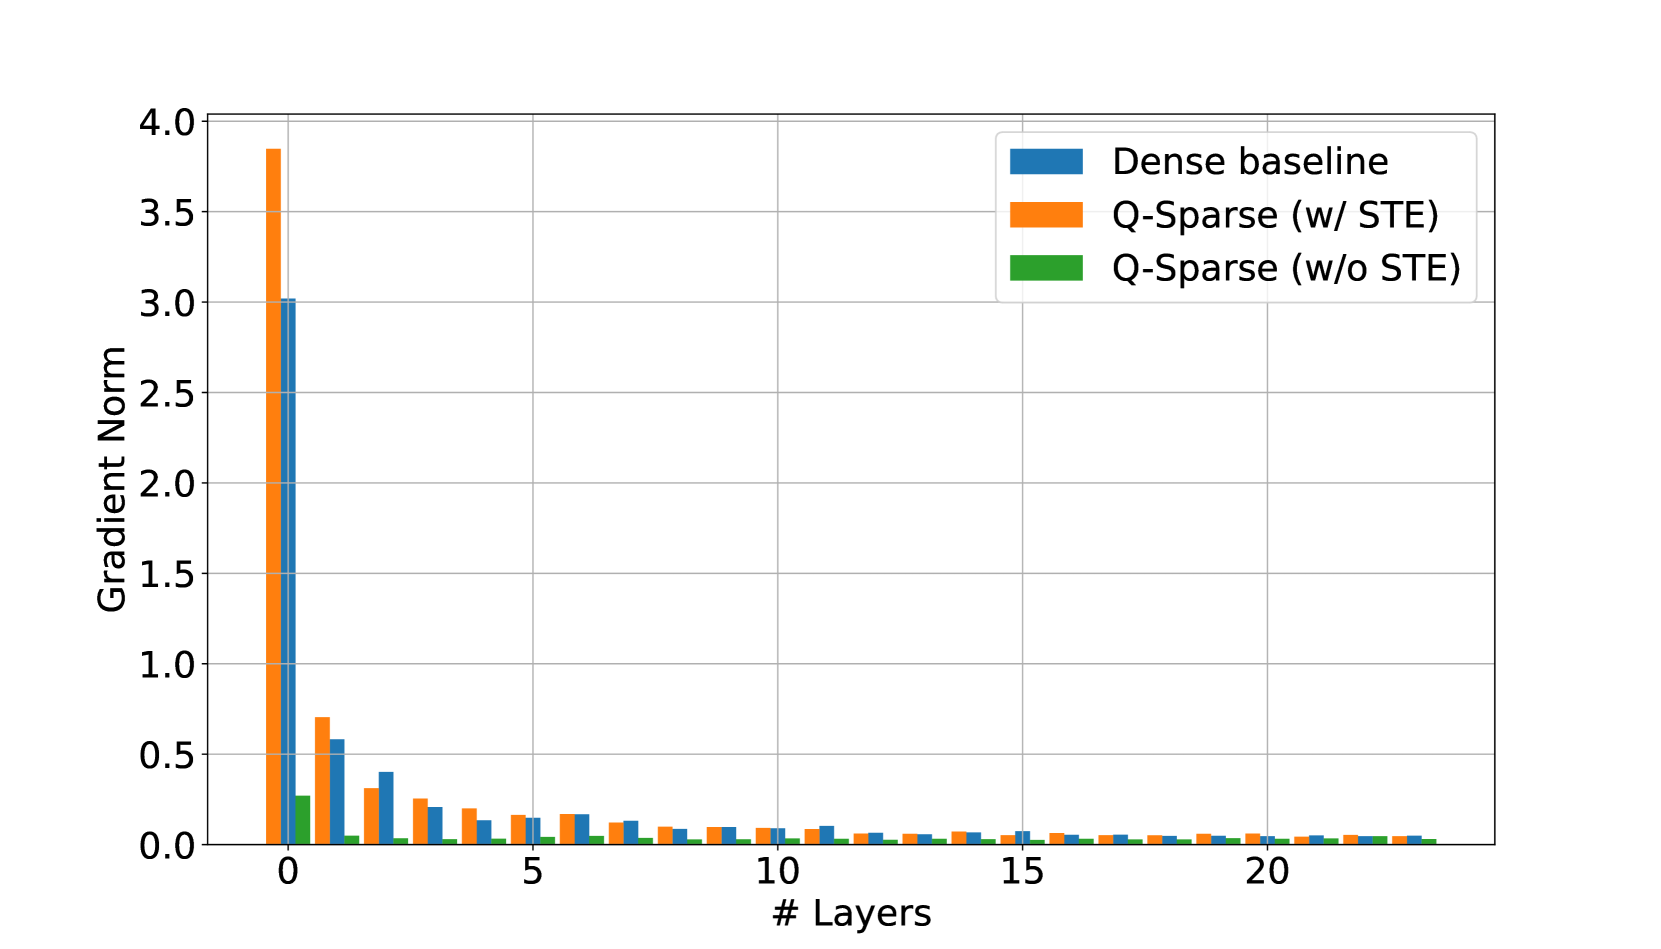 4.0
3.5
3.0
2.5
2.0
1.5
1.0
0.5
0.0
Gradient Norm
0 5 10 15 20
# Layers
Dense baseline
Q-Sparse (w/ STE)
Q-Sparse (w/o STE)